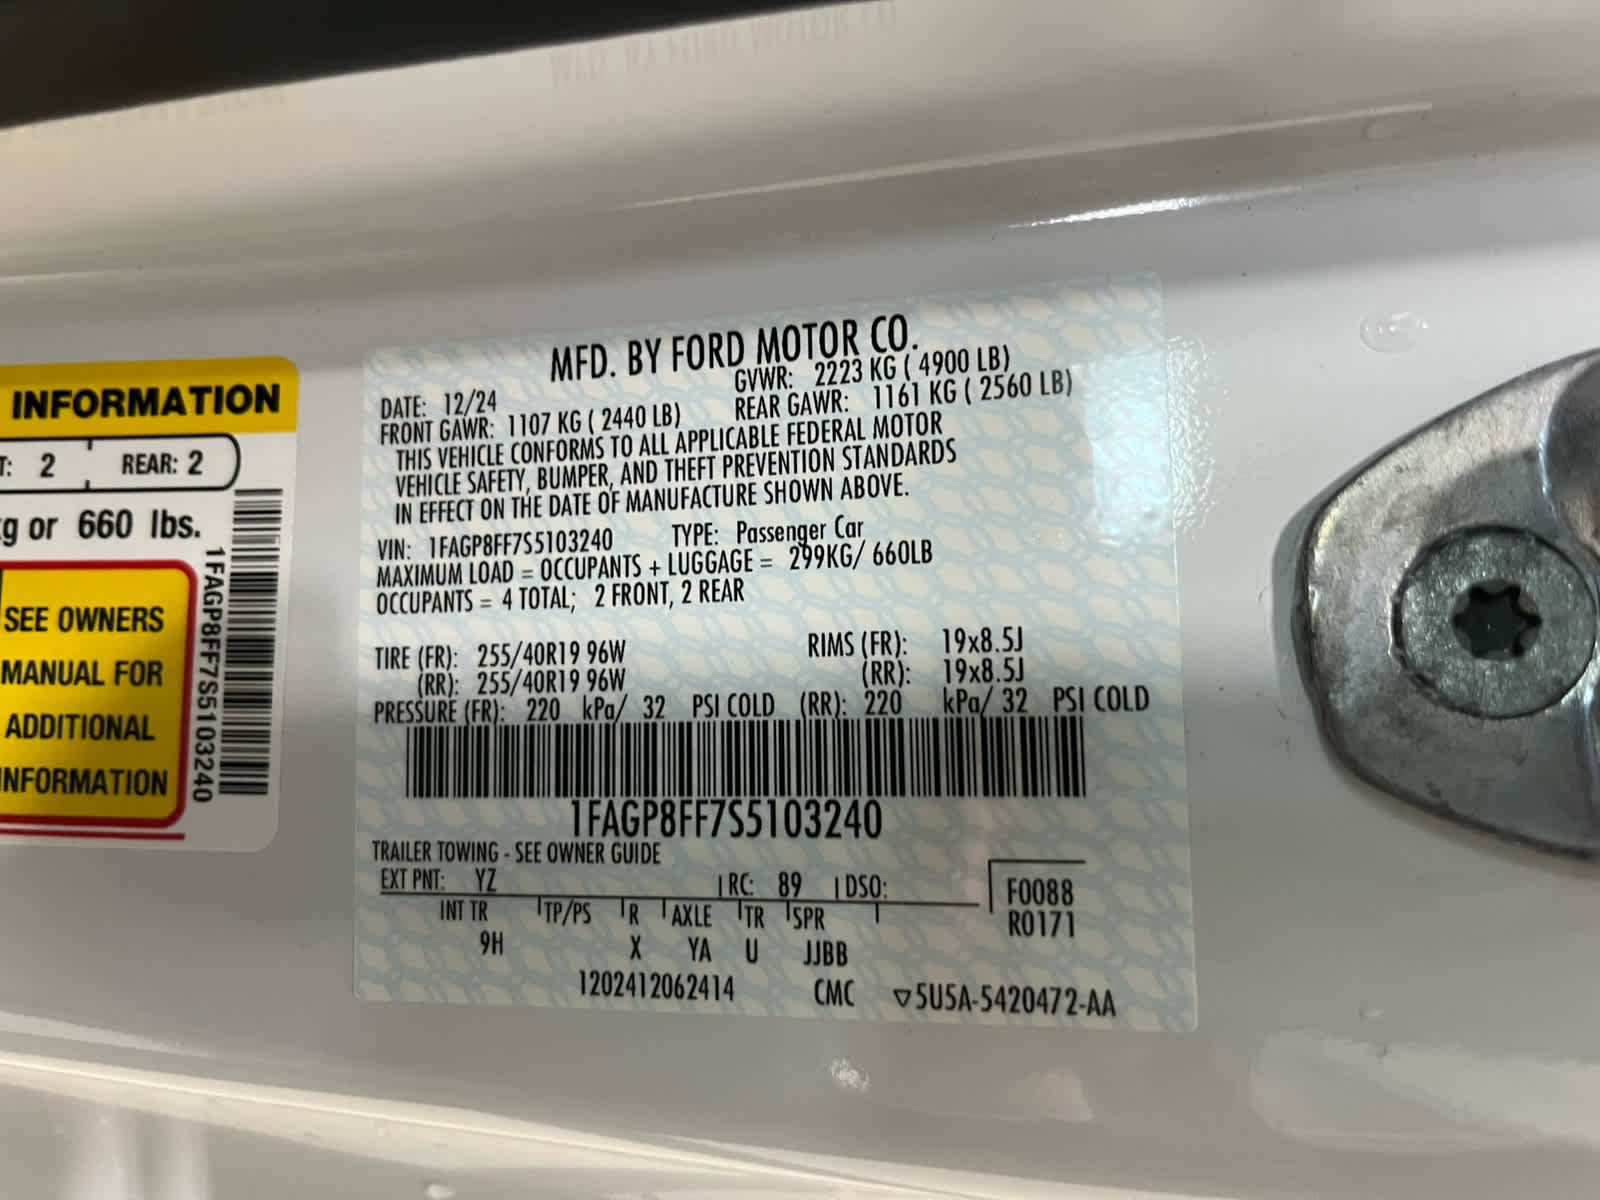 INFORMATION
T: 2 REAR: 2
kg or 660 lbs.
SEE OWNERS
MANUAL FOR
ADDITIONAL
INFORMATION
1FAGP8FF7S5103240
MFD. BY FORD MOTOR CO.
DATE: 12/24 GVWR: 2223 KG ( 4900 LB)
FRONT GAWR: 1107 KG ( 2440 LB) REAR GAWR: 1161 KG ( 2560 LB)
THIS VEHICLE CONFORMS TO ALL APPLICABLE FEDERAL MOTOR
VEHICLE SAFETY, BUMPER, AND THEFT PREVENTION STANDARDS
IN EFFECT ON THE DATE OF MANUFACTURE SHOWN ABOVE.
VIN: 1FAGP8FF7S5103240 TYPE: Passenger Car
MAXIMUM LOAD = OCCUPANTS + LUGGAGE = 299KG/ 660LB
OCCUPANTS = 4 TOTAL; 2 FRONT, 2 REAR
TIRE (FR): 255/40R19 96W RIMS (FR): 19x8.5J
(RR): 255/40R19 96W (RR): 19x8.5J
PRESSURE (FR): 220 kPa/ 32 PSI COLD (RR): 220 kPa/ 32 PSI COLD
1FAGP8FF7S5103240
TRAILER TOWING - SEE OWNER GUIDE
EXT PNT: YZ RC: 89 DSO: F0088
INT TR TP/PS R AXLE TR SPR R0171
9H X YA U JJBB
1202412062414 CMC ▽5U5A-5420472-AA